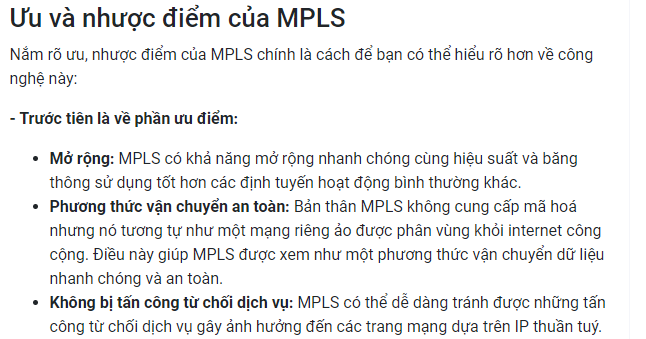 Ưu và nhược điểm của MPLS
Nắm rõ ưu, nhược điểm của MPLS chính là cách để bạn có thể hiểu rõ hơn về công
nghệ này:
- Trước tiên là về phần ưu điểm:
• Mở rộng: MPLS có khả năng mở rộng nhanh chóng cùng hiệu suất và băng
thông sử dụng tốt hơn các định tuyến hoạt động bình thường khác.
• Phương thức vận chuyển an toàn: Bản thân MPLS không cung cấp mã hoá
nhưng nó tương tự như một mạng riêng ảo được phân vùng khỏi internet công
cộng. Điều này giúp MPLS được xem như một phương thức vận chuyển dữ liệu
nhanh chóng và an toàn.
• Không bị tấn công từ chối dịch vụ: MPLS có thể dễ dàng tránh được những tấn
công từ chối dịch vụ gây ảnh hưởng đến các trang mạng dựa trên IP thuần tuý.